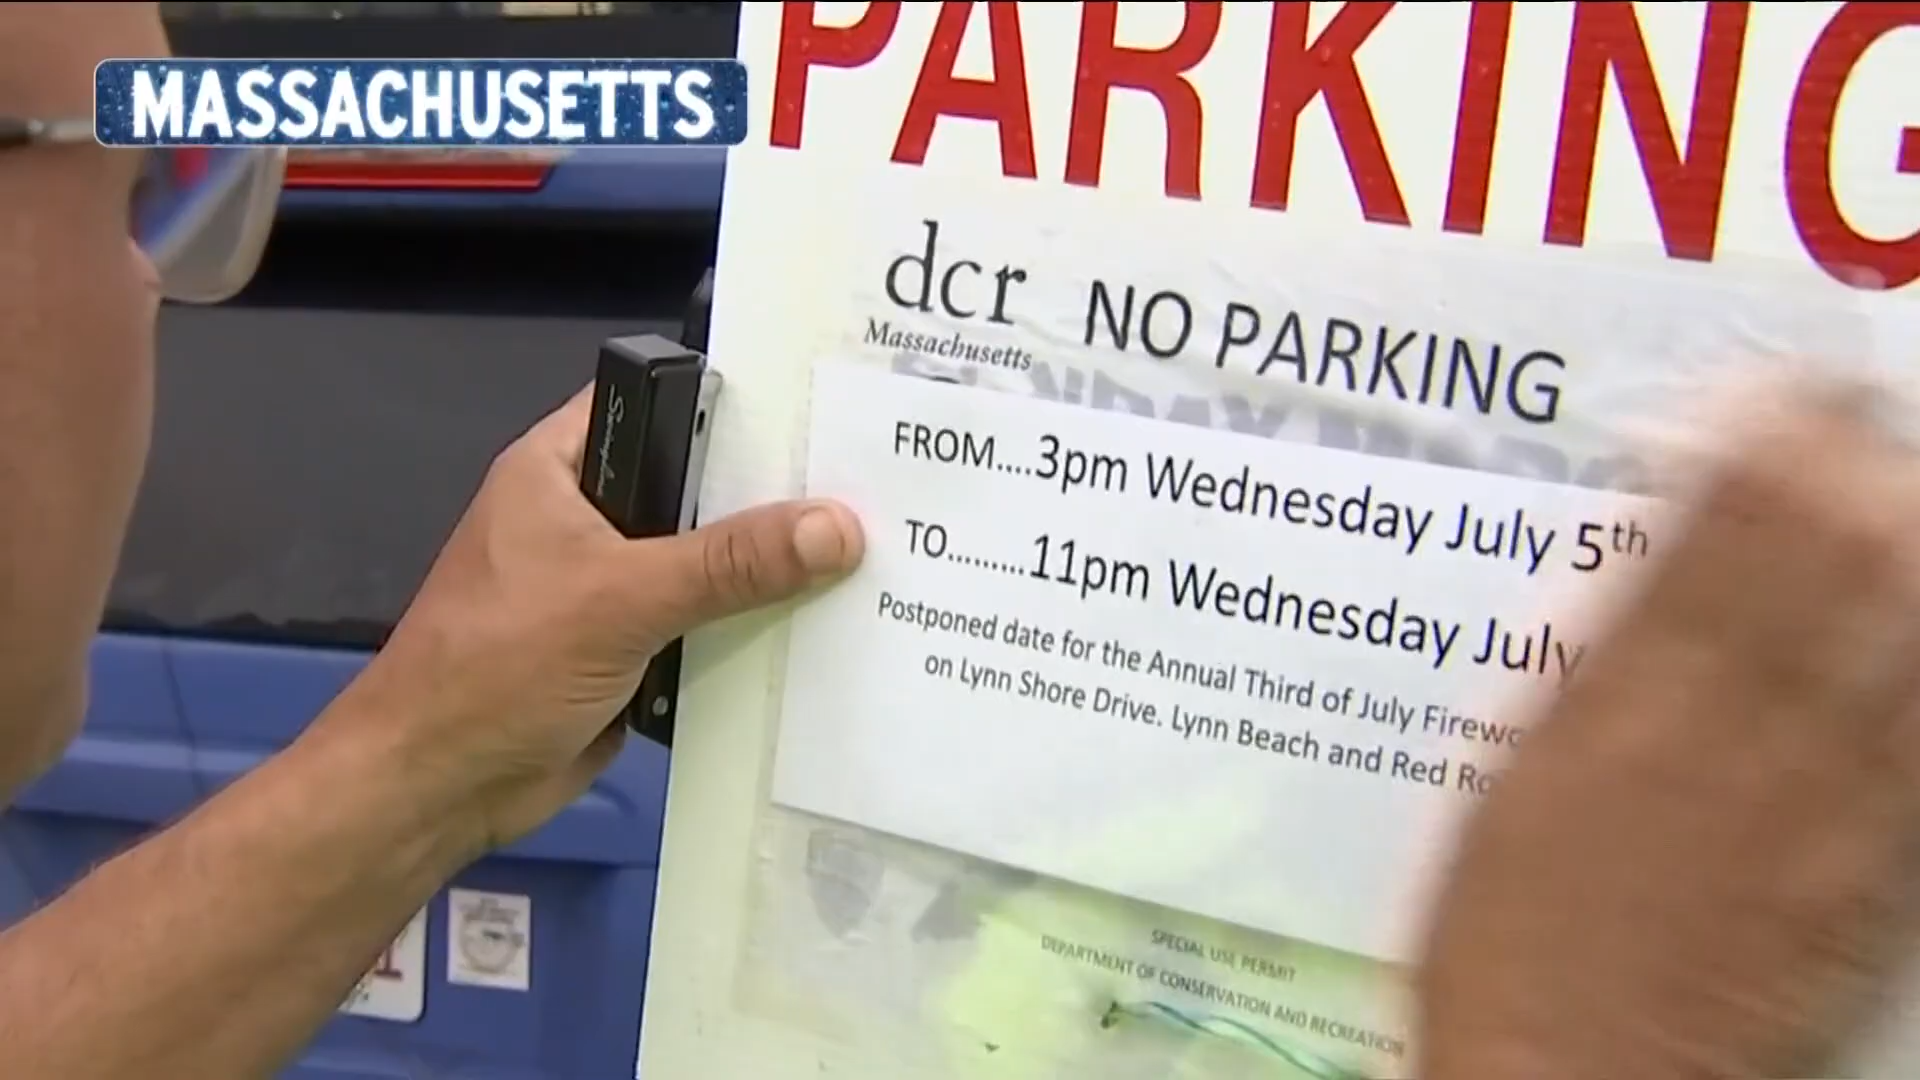 MASSACHUSETTS
PARKING
dcr
Massachusetts
NO PARKING
FROM....3pm Wednesday July 5th
TO.........11pm Wednesday July
Postponed date for the Annual Third of July
on Lynn Shore Drive. Lynn Beach and Red
SPECIAL USE PERMIT
DEPARTMENT OF CONSERVATION AND RECREATION
Swingline